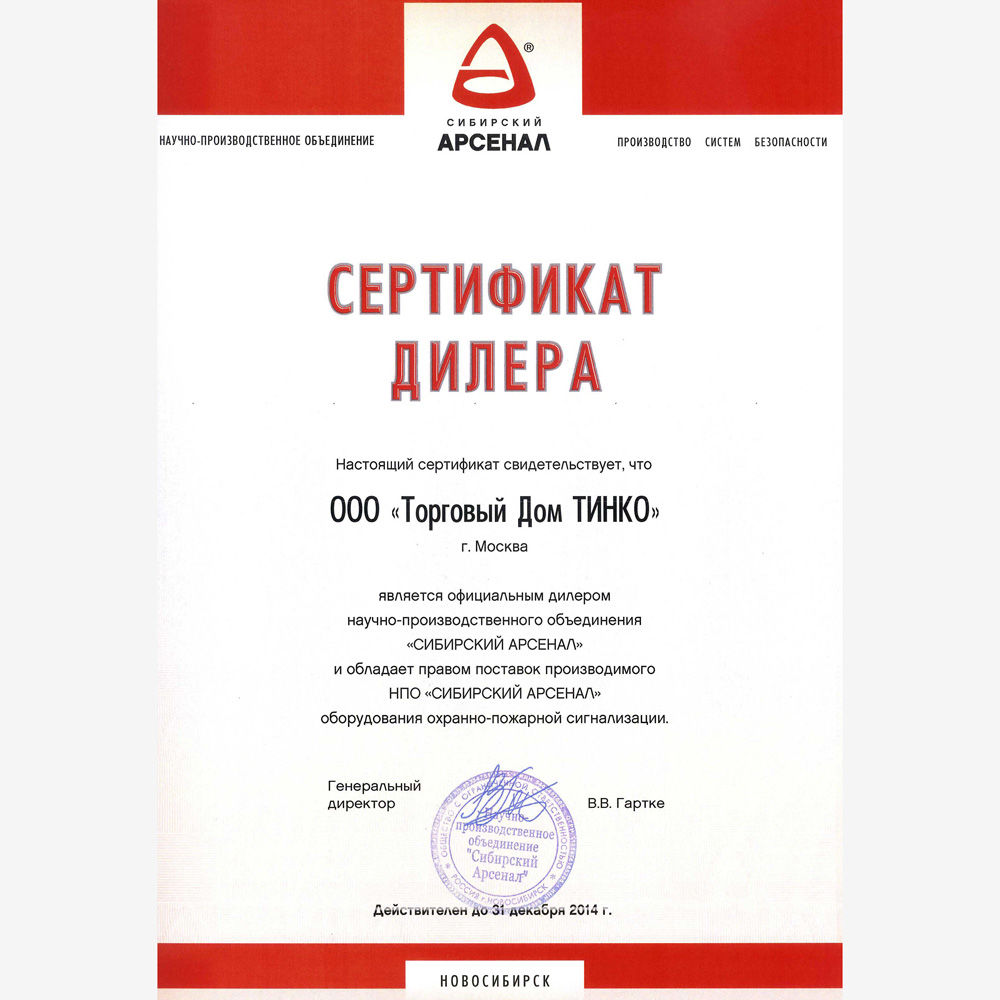 ®
СИБИРСКИЙ
АРСЕНАЛ
НАУЧНО-ПРОИЗВОДСТВЕННОЕ ОБЪЕДИНЕНИЕ
ПРОИЗВОДСТВО СИСТЕМ БЕЗОПАСНОСТИ
СЕРТИФИКАТ
ДИЛЕРА
Настоящий сертификат свидетельствует, что
ООО «Торговый Дом ТИНКО»
г. Москва
является официальным дилером
научно-производственного объединения
«СИБИРСКИЙ АРСЕНАЛ»
и обладает правом поставок производимого
НПО «СИБИРСКИЙ АРСЕНАЛ»
оборудования охранно-пожарной сигнализации.
Генеральный
директор
В.В. Гартке
ОБЩЕСТВО С ОГРАНИЧЕННОЙ ОТВЕТСТВЕННОСТЬЮ
Научно-
производственное
объединение
"Сибирский
Арсенал"
РОССИЯ г.НОВОСИБИРСК
Действителен до 31 декабря 2014 г.
НОВОСИБИРСК